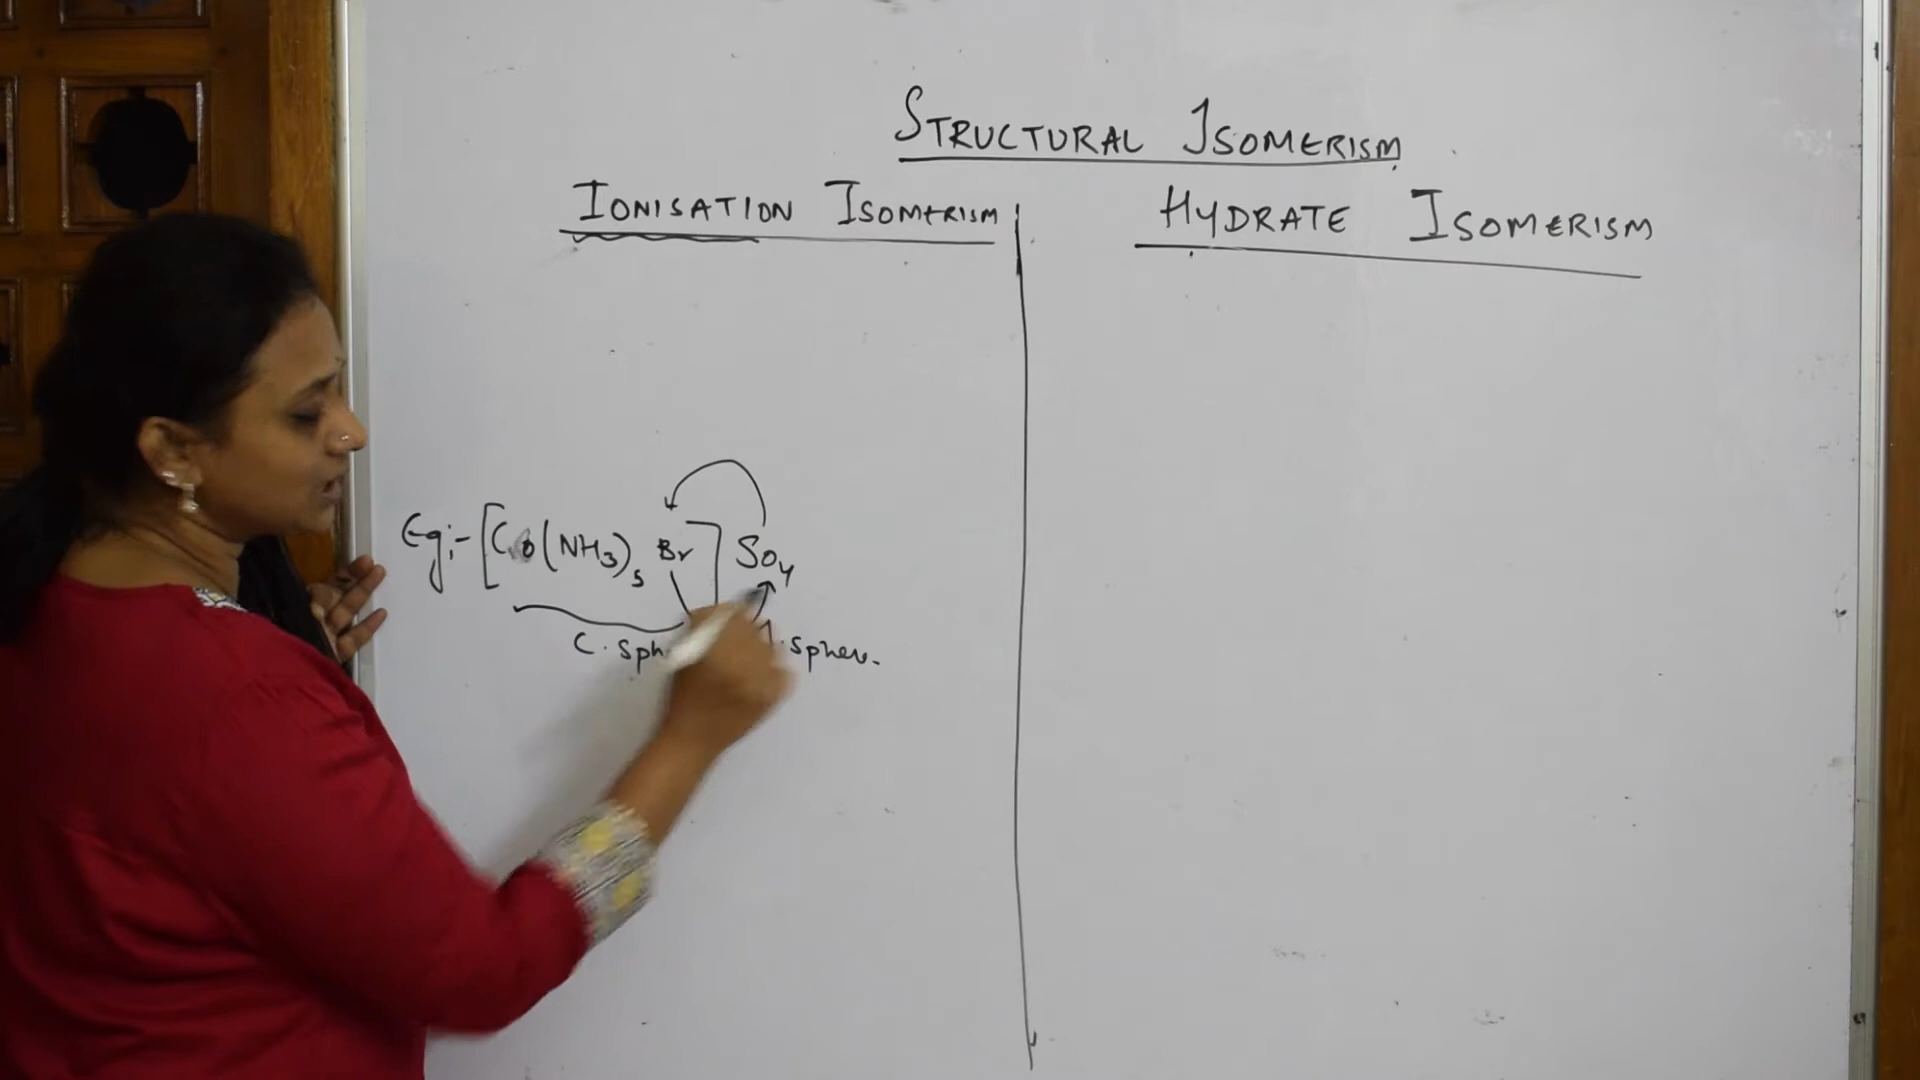 STRUCTURAL ISOMERISM
IONISATION ISOMERISM
HYDRATE ISOMERISM
Eg:- [Co(NH3)5 Br] SO4
C. sph
sphere.